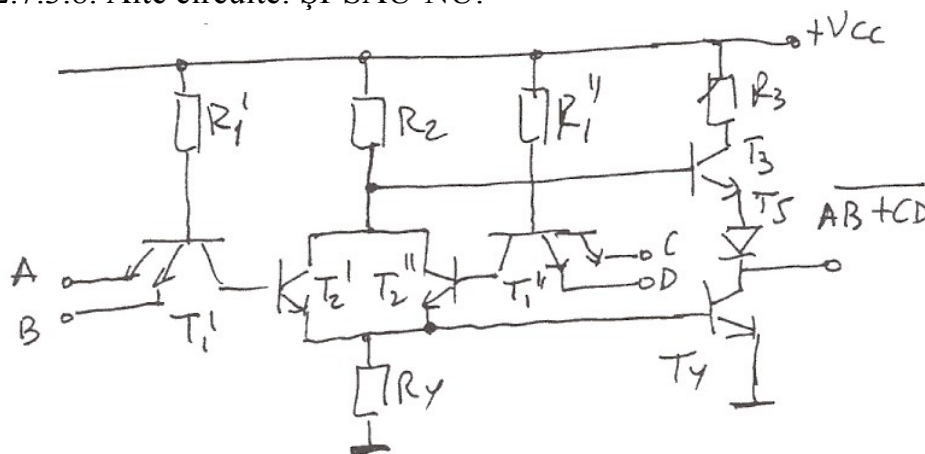 2.7.3.6. Alte circuite. ŞI-SAU-NU.
+Vcc
R1' R2 R1'' R3
T3
T5 \overline{AB+CD}
A C
T2' T2'' T1'' D
B T1'
R4 T4